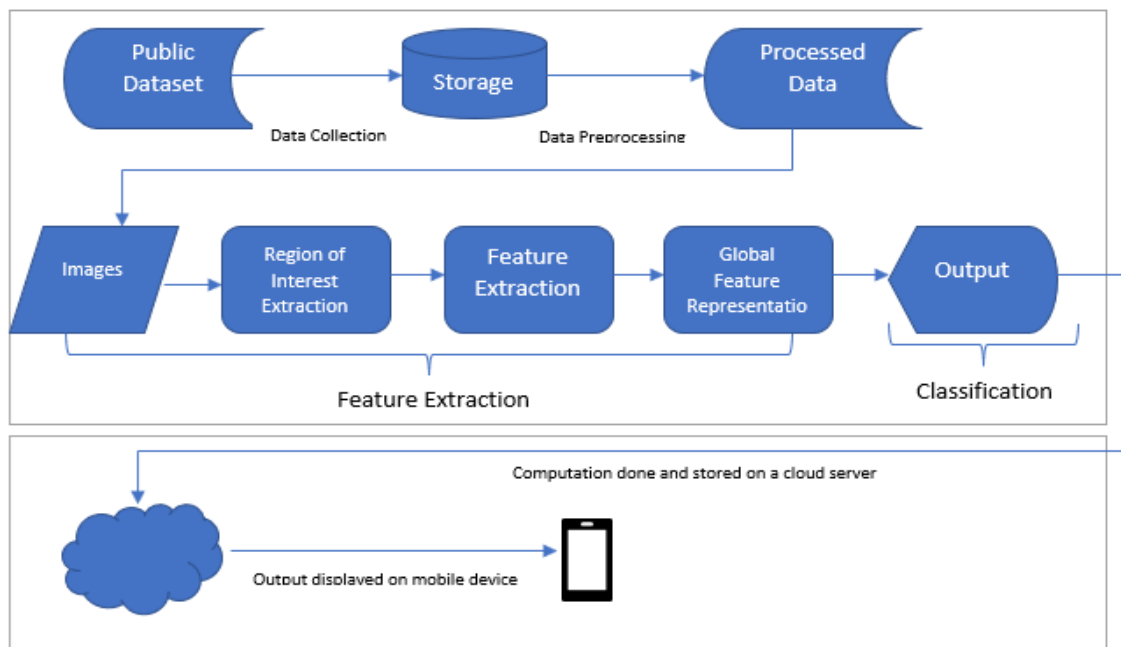 Public
Dataset
Storage
Processed
Data
Data Collection
Data Preprocessing
Images
Region of
Interest
Extraction
Feature
Extraction
Global
Feature
Representatio
Output
Feature Extraction
Classification
Computation done and stored on a cloud server
Output displayed on mobile device